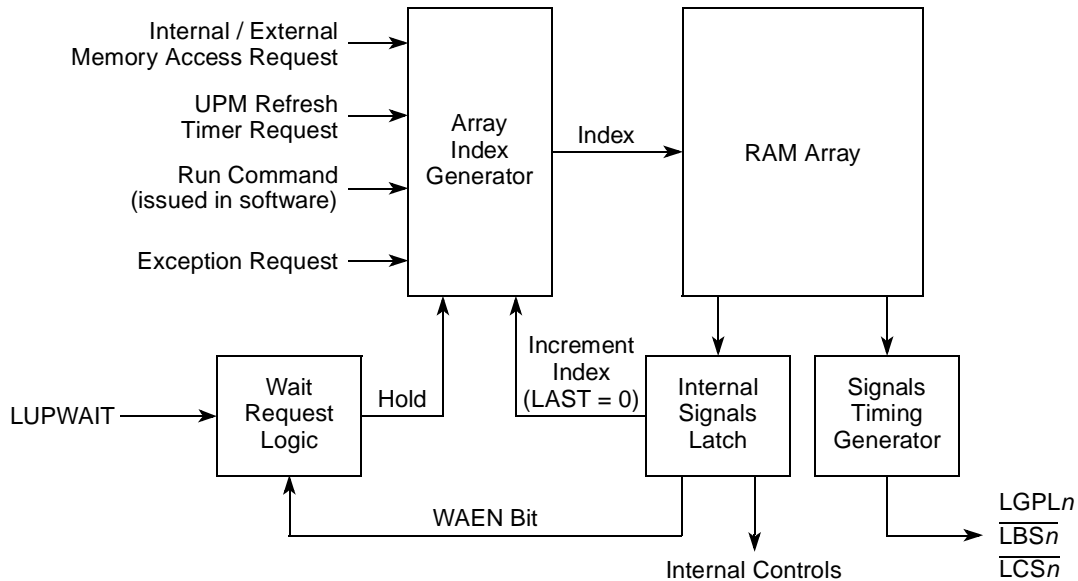 Internal / External
Memory Access Request
UPM Refresh
Timer Request
Run Command
(issued in software)
Exception Request
Array
Index
Generator
Index
RAM Array
LUPWAIT
Wait
Request
Logic
Hold
Increment
Index
(LAST = 0)
Internal
Signals
Latch
Signals
Timing
Generator
WAEN Bit
Internal Controls
LGPLn
LBSn
LCSn